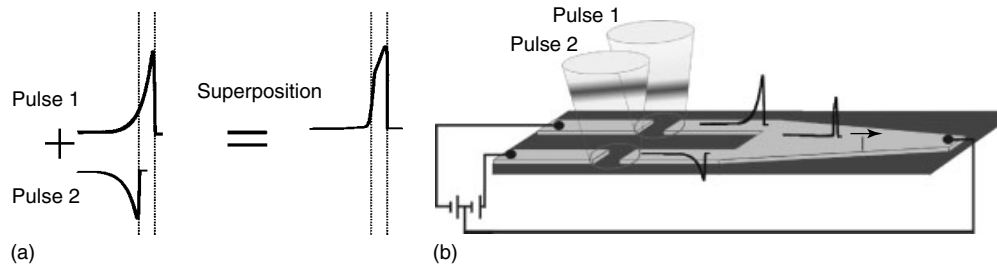 Pulse 1
Superposition
Pulse 2
(a)
Pulse 1
Pulse 2
I
(b)